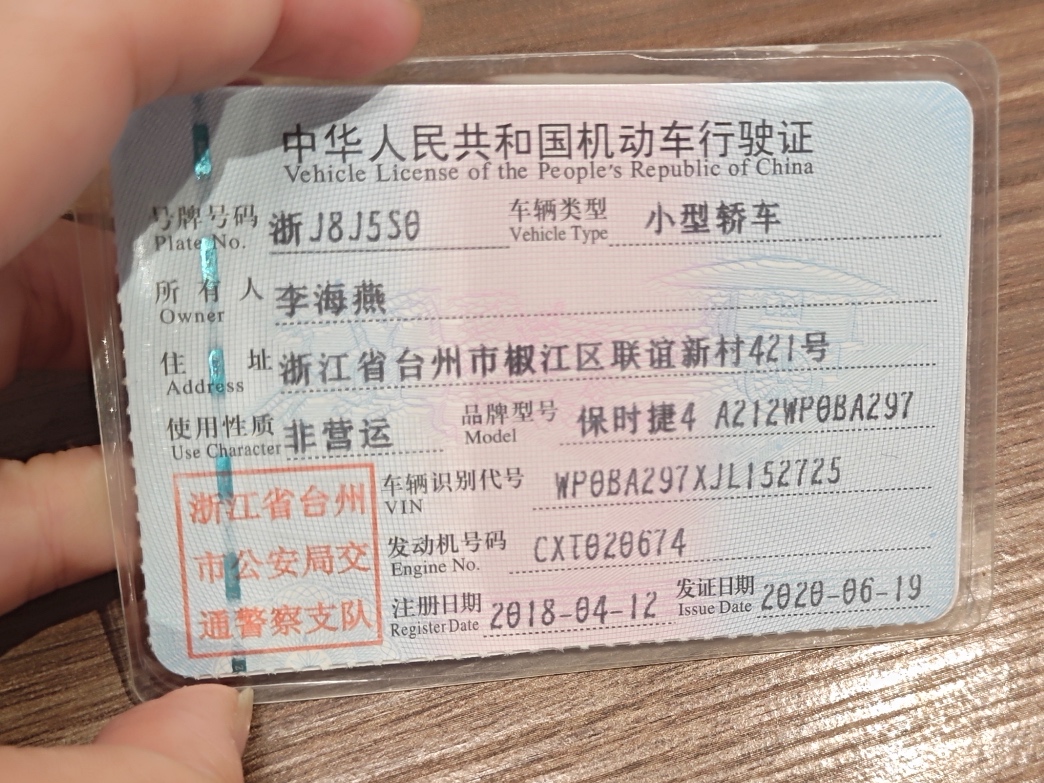 中华人民共和国机动车行驶证
Vehicle License of the People's Republic of China
号牌号码 浙J8J5S0 车辆类型 小型轿车
Plate No. Vehicle Type
所有人 李海燕
Owner
住址 浙江省台州市椒江区联谊新村421号
Address
使用性质 非营运 品牌型号 保时捷4 A212WP0BA297
Use Character Model
浙江省台州
市公安局交
通警察支队
车辆识别代号 WP0BA297XJL152725
VIN
发动机号码 CXT020674
Engine No.
注册日期 2018-04-12 发证日期 2020-06-19
Register Date Issue Date